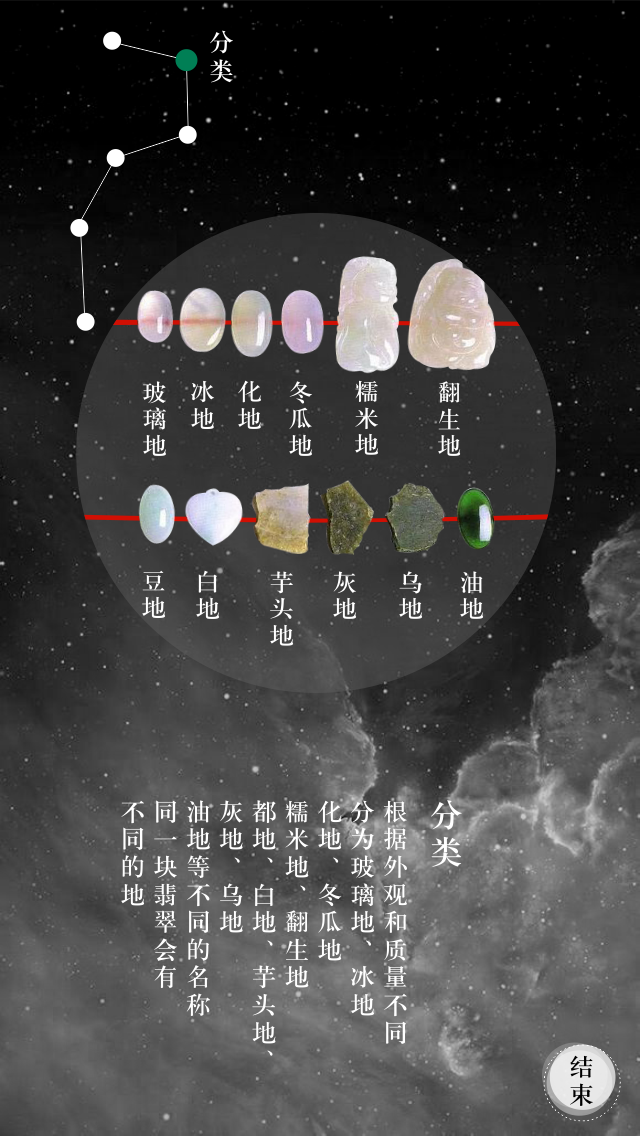 分类
玻璃地
冰地
化地
冬瓜地
糯米地
翻生地
豆地
白地
芋头地
灰地
乌地
油地
分类
根据外观和质量不同
分为玻璃地、冰地
化地、冬瓜地
糯米地、翻生地
都地、白地、芋头地、
灰地、乌地
油地等不同的名称
同一块翡翠会有
不同的地
结束